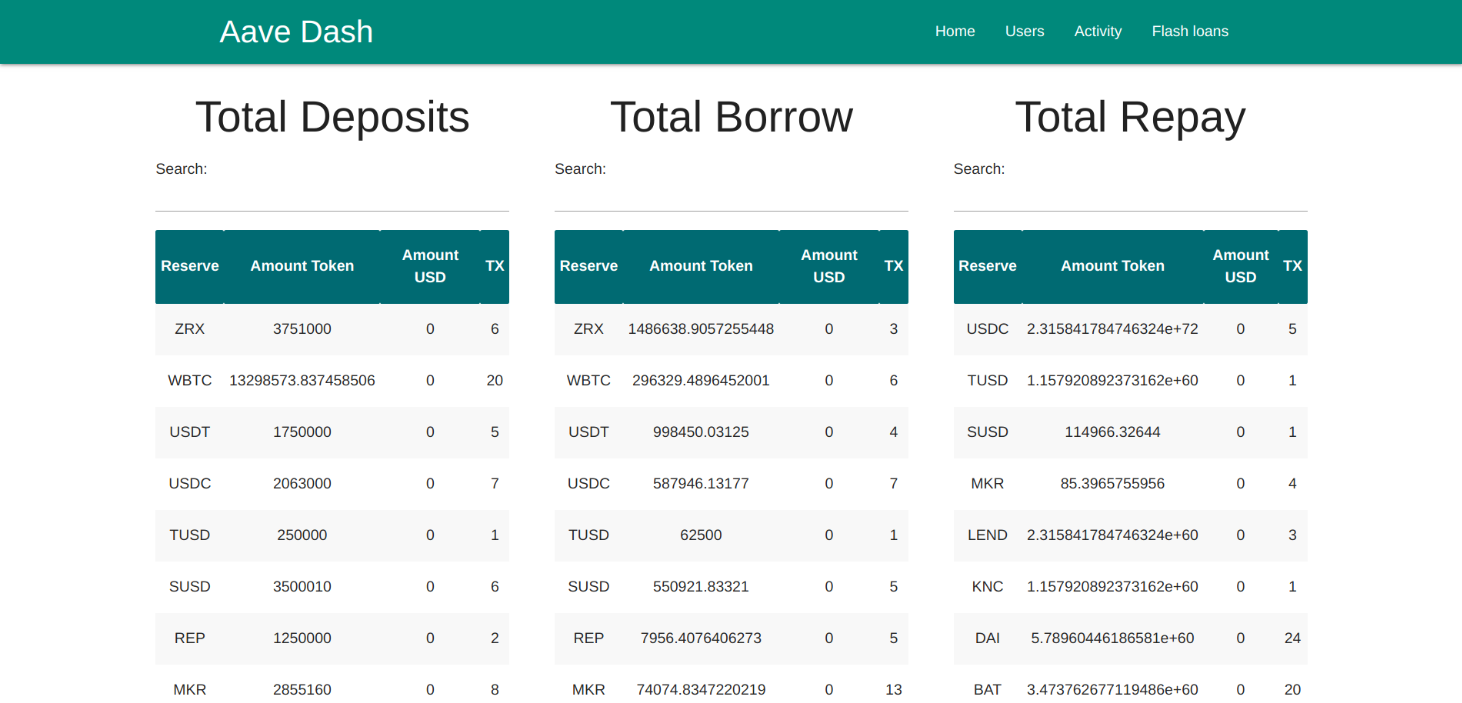 Aave Dash
Home Users Activity Flash loans
Total Deposits
Search:
Reserve Amount Token Amount USD TX
ZRX 3751000 0 6
WBTC 13298573.837458506 0 20
USDT 1750000 0 5
USDC 2063000 0 7
TUSD 250000 0 1
SUSD 3500010 0 6
REP 1250000 0 2
MKR 2855160 0 8
Total Borrow
Search:
Reserve Amount Token Amount USD TX
ZRX 1486638.9057255448 0 3
WBTC 296329.4896452001 0 6
USDT 998450.03125 0 4
USDC 587946.13177 0 7
TUSD 62500 0 1
SUSD 550921.83321 0 5
REP 7956.4076406273 0 5
MKR 74074.8347220219 0 13
Total Repay
Search:
Reserve Amount Token Amount USD TX
USDC 2.315841784746324e+72 0 5
TUSD 1.157920892373162e+60 0 1
SUSD 114966.32644 0 1
MKR 85.3965755956 0 4
LEND 2.315841784746324e+60 0 3
KNC 1.157920892373162e+60 0 1
DAI 5.78960446186581e+60 0 24
BAT 3.473762677119486e+60 0 20